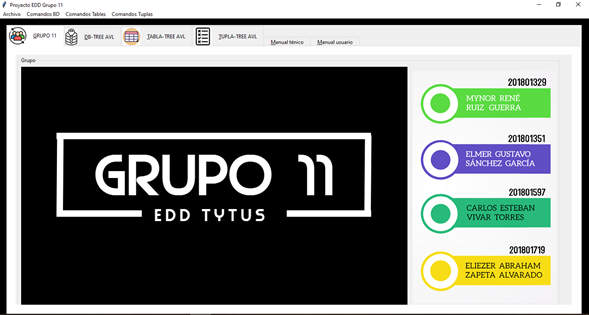 Proyecto EDD Grupo 11
Archivo Comandos BD Comandos Tables Comandos Tuplas
GRUPO 11 DB-TREE AVL TABLA-TREE AVL TUPLA-TREE AVL Manual ténico Manual usuario
Grupo
GRUPO 11
EDD TYTUS
201801329
MYNOR RENÉ
RUIZ GUERRA
201801351
ELMER GUSTAVO
SÁNCHEZ GARCÍA
201801597
CARLOS ESTEBAN
VIVAR TORRES
201801719
ELIEZER ABRAHAM
ZAPETA ALVARADO